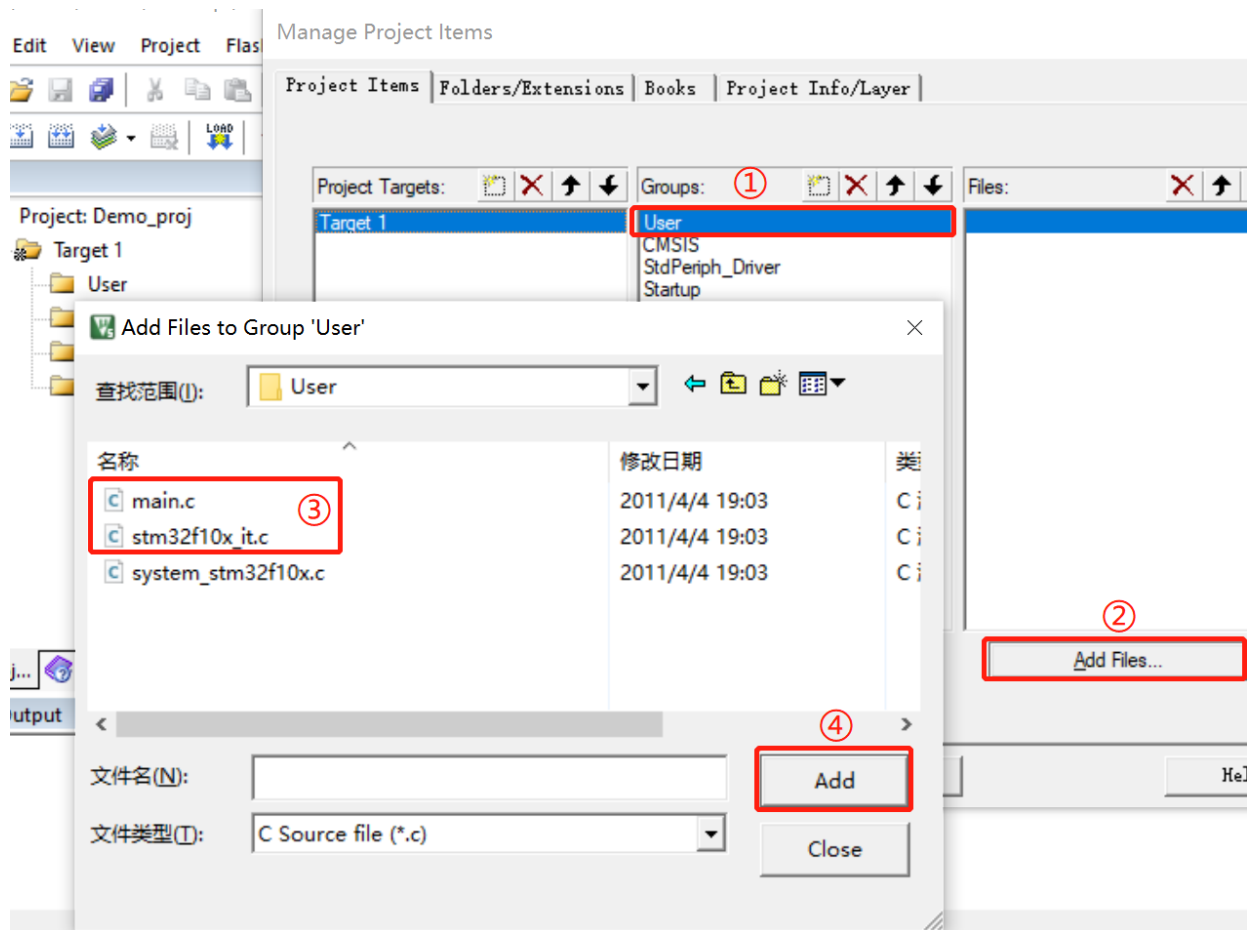 Manage Project Items
Edit View Project Flas
Project Items Folders/Extensions Books Project Info/Layer
LOAD
Project Targets: Groups: ① Files:
Project: Demo_proj
Target 1 User
CMSIS
StdPeriph_Driver
Startup
Target 1
User
Add Files to Group 'User'
查找范围(I): User
名称 修改日期
main.c 2011/4/4 19:03 C
③
stm32f10x_it.c 2011/4/4 19:03 C
system_stm32f10x.c 2011/4/4 19:03 C
②
Add Files...
j...
utput
④
文件名(N): Add
Hel
文件类型(T): C Source file (*.c)
Close